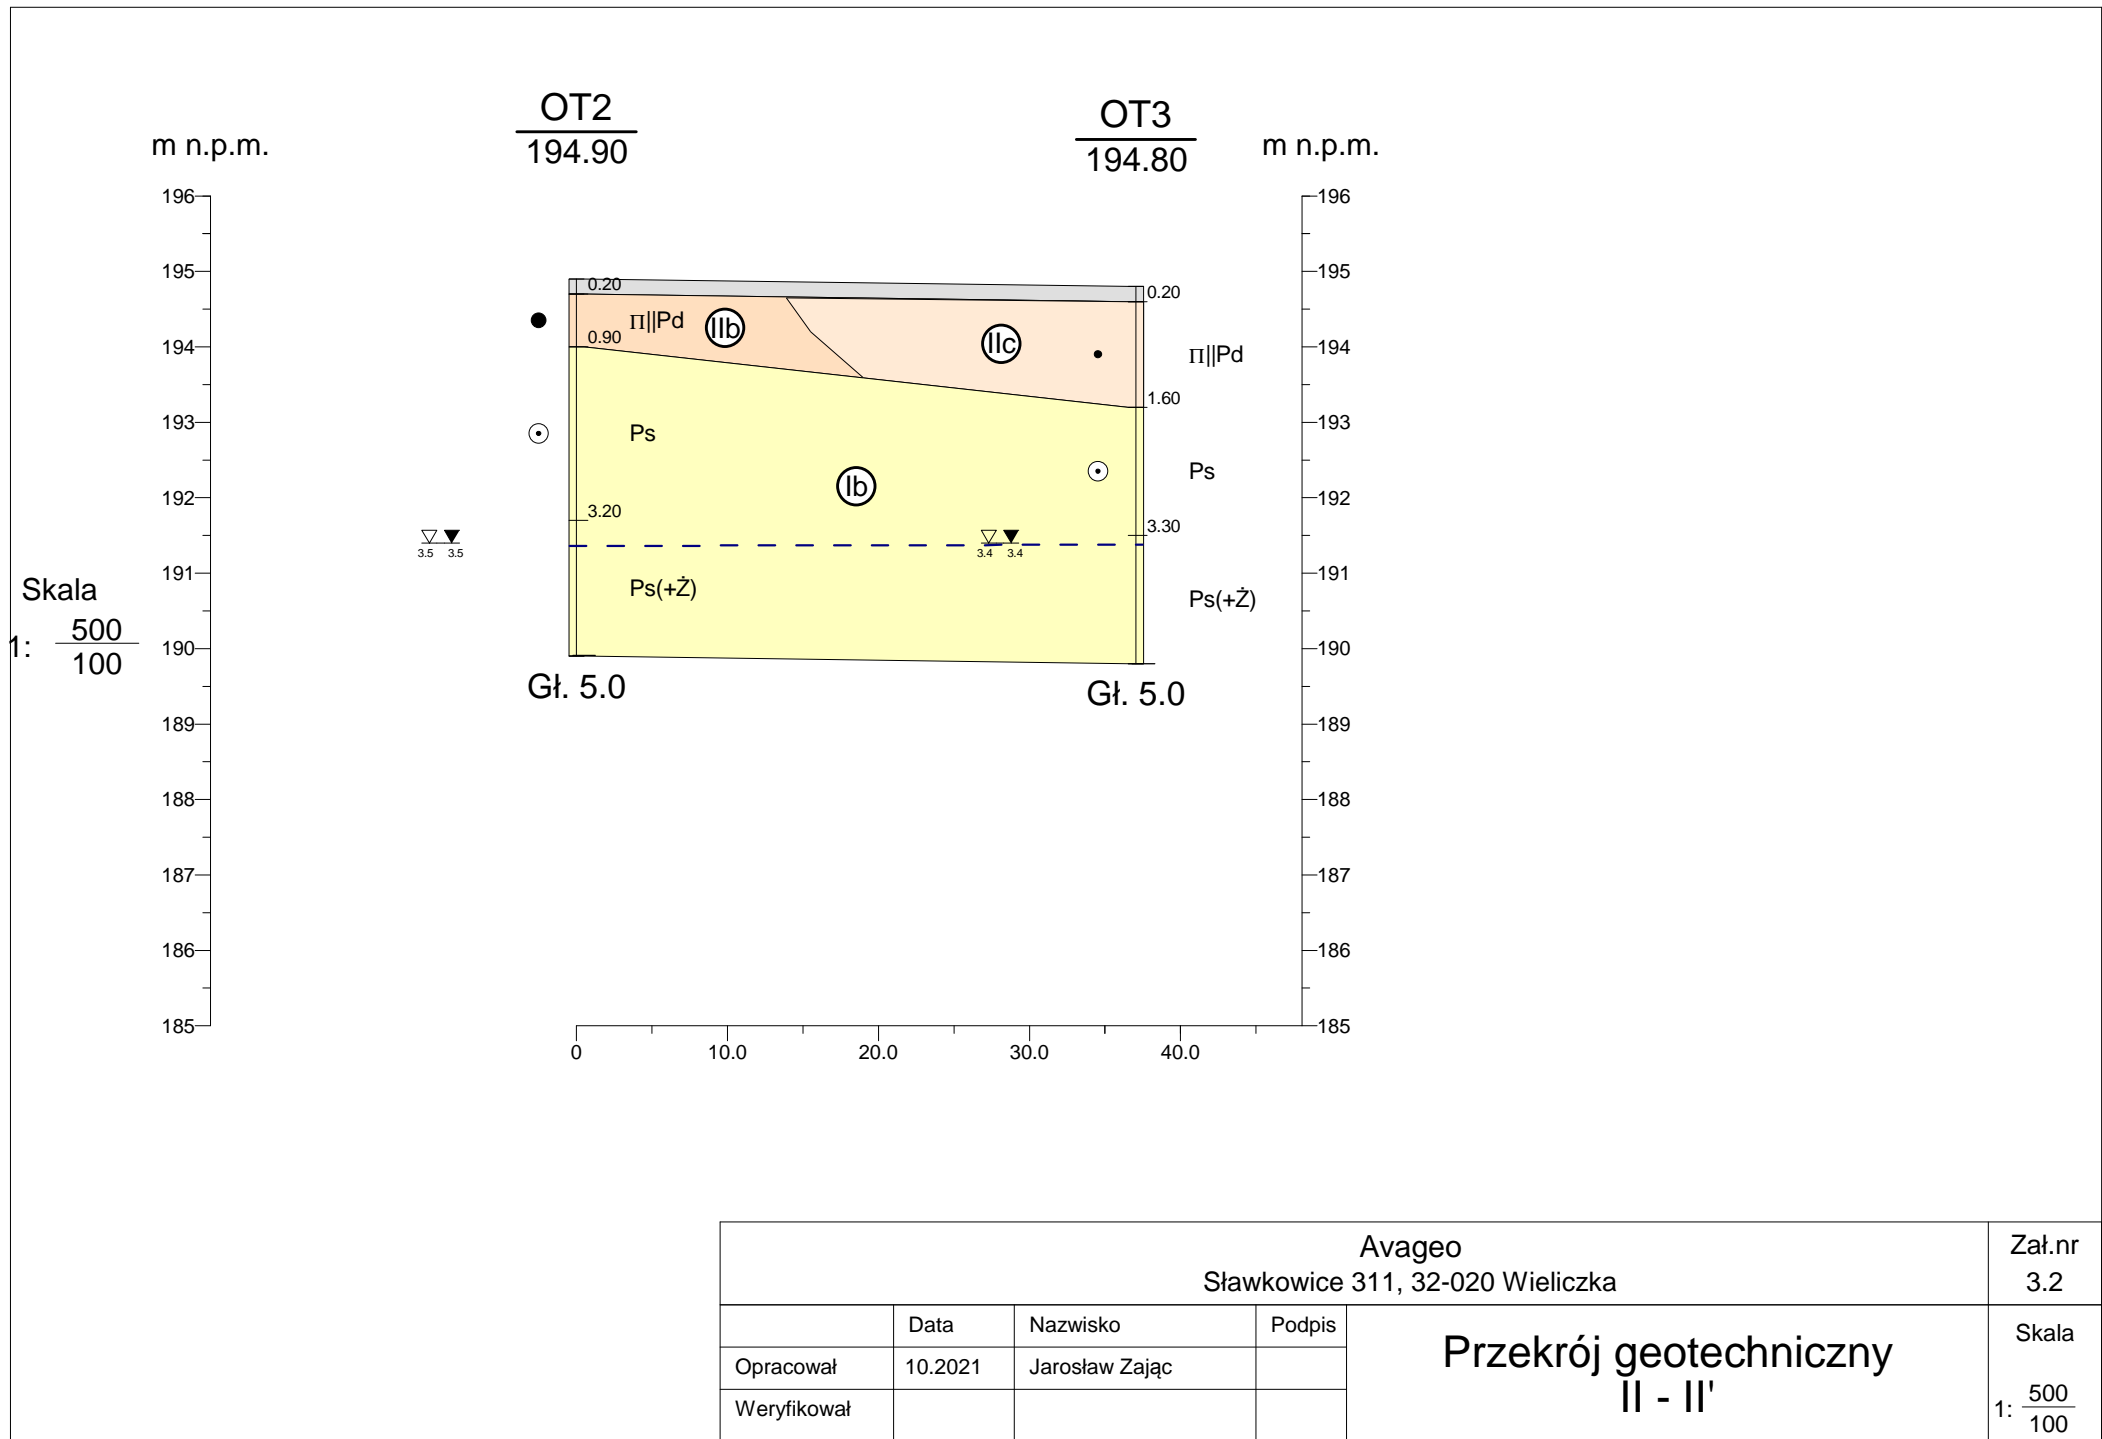 OT2
194.90
OT3
194.80
m n.p.m.
m n.p.m.
196
195
194
193
192
191
190
189
188
187
186
185
196
195
194
193
192
191
190
189
188
187
186
185
0.20
0.90
3.20
Π||Pd
IIb
IIc
Ps
Ib
Ps(+Ż)
0.20
1.60
3.30
Π||Pd
Ps
Ps(+Ż)
3.5 3.5
3.4 3.4
Skala
1: 500
100
Gł. 5.0
Gł. 5.0
0 10.0 20.0 30.0 40.0
Avageo
Sławkowice 311, 32-020 Wieliczka
Zał.nr
3.2
Data Nazwisko Podpis
Opracował 10.2021 Jarosław Zając
Weryfikował
Przekrój geotechniczny
II - II'
Skala
1: 500
100